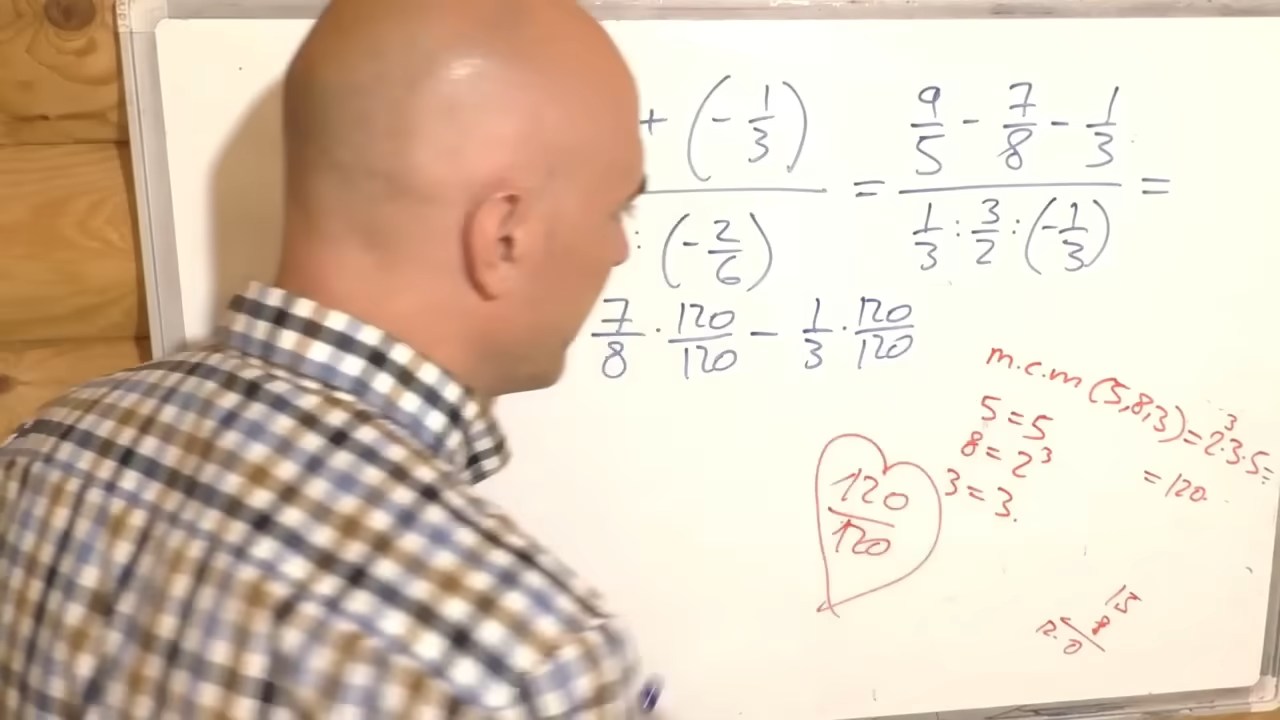 + (-1/3) = 9/5 - 7/8 - 1/3 =
: (-2/6) 1/3 : 3/2 : (-1/3)
7/8 · 120/120 - 1/3 · 120/120
m.c.m (5,8,3) = 2³·3·5 =
= 120.
5 = 5
8 = 2³
3 = 3.
120/120
15